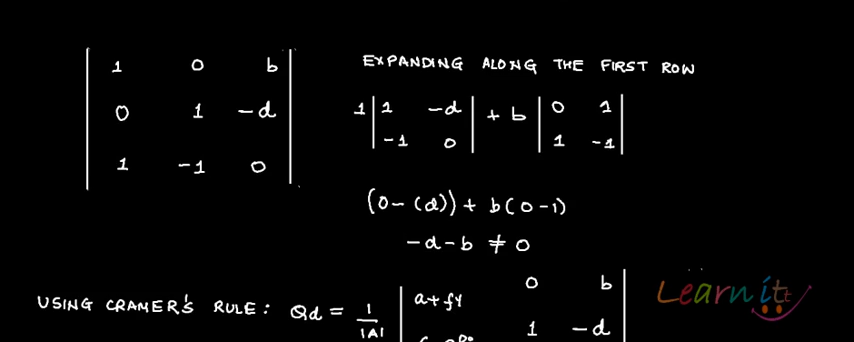 1 0 b
0 1 -d
1 -1 0
EXPANDING ALONG THE FIRST ROW
1 | 1 -d | + b | 0 1 |
| -1 0 | | 1 -1 |
(0-(d)) + b(0-1)
-d-b ≠ 0
USING CRAMER'S RULE: Qd = 1/|A|
a+fY 0 b
1 -d
Learn itt